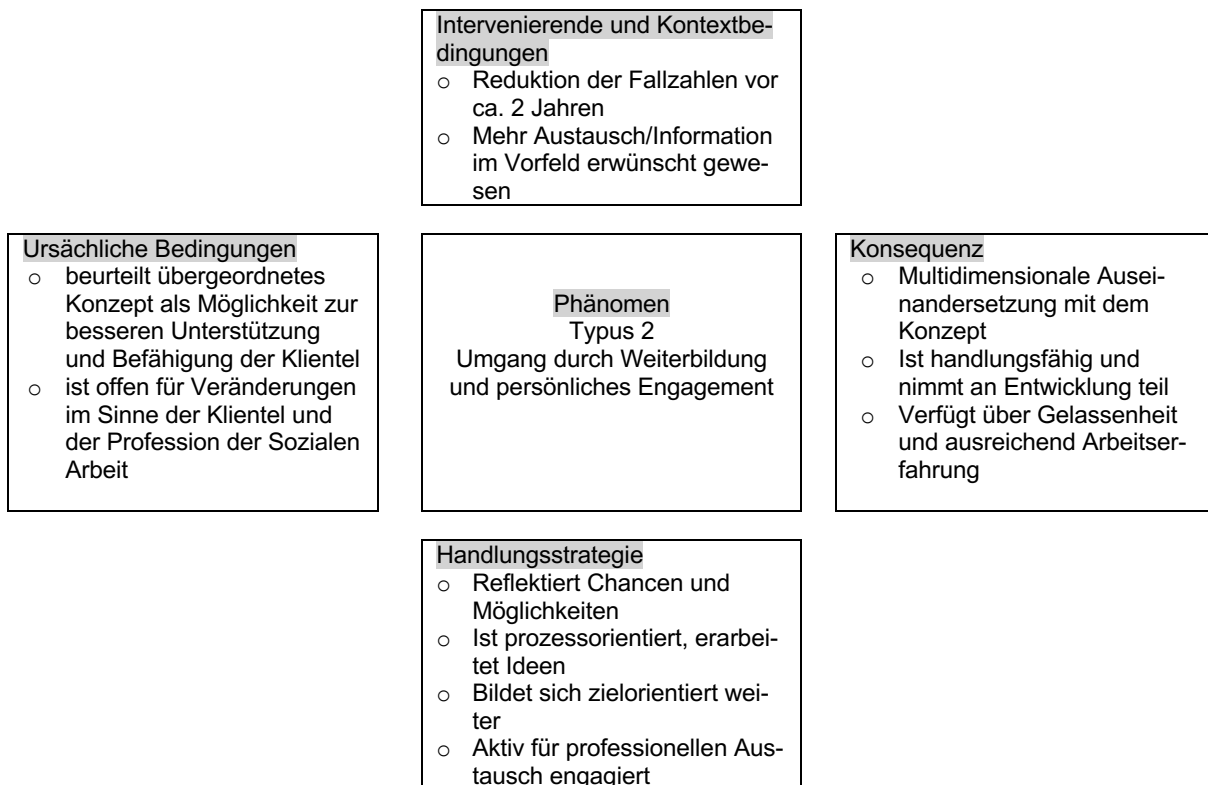 Intervenierende und Kontextbe-
dingungen
o Reduktion der Fallzahlen vor
ca. 2 Jahren
o Mehr Austausch/Information
im Vorfeld erwünscht gewe-
sen
Ursächliche Bedingungen
o beurteilt übergeordnetes
Konzept als Möglichkeit zur
besseren Unterstützung
und Befähigung der Klientel
o ist offen für Veränderungen
im Sinne der Klientel und
der Profession der Sozialen
Arbeit
Phänomen
Typus 2
Umgang durch Weiterbildung
und persönliches Engagement
Konsequenz
o Multidimensionale Ausei-
nandersetzung mit dem
Konzept
o Ist handlungsfähig und
nimmt an Entwicklung teil
o Verfügt über Gelassenheit
und ausreichend Arbeitser-
fahrung
Handlungsstrategie
o Reflektiert Chancen und
Möglichkeiten
o Ist prozessorientiert, erarbei-
tet Ideen
o Bildet sich zielorientiert wei-
ter
o Aktiv für professionellen Aus-
tausch engagiert